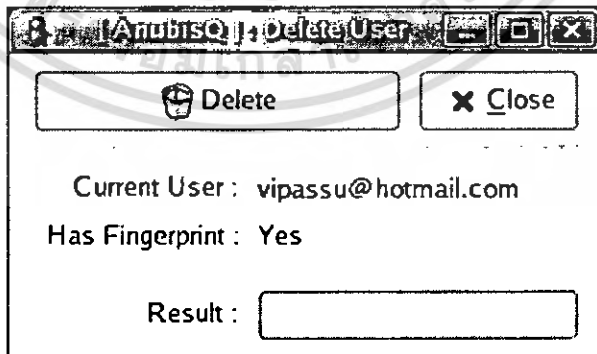 [AnubisQ] : Delete User
Delete
Close
Current User : vipassu@hotmail.com
Has Fingerprint : Yes
Result :